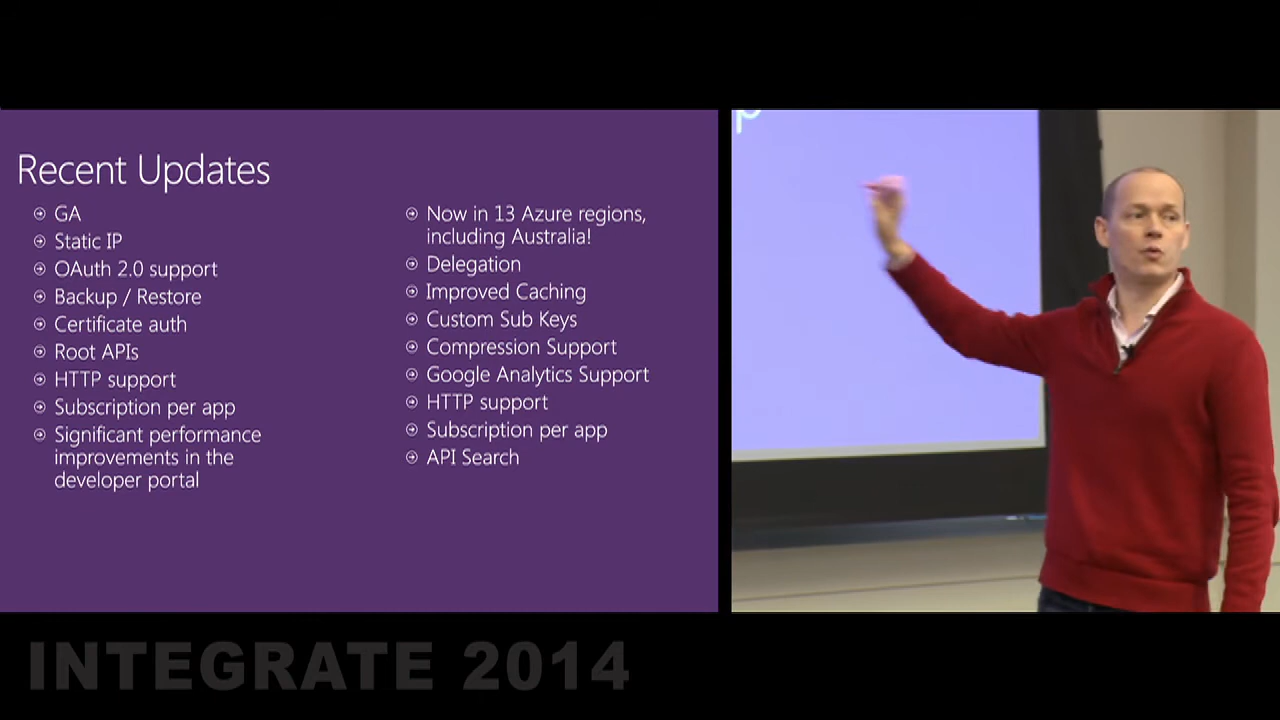 Recent Updates
GA
Static IP
OAuth 2.0 support
Backup / Restore
Certificate auth
Root APIs
HTTP support
Subscription per app
Significant performance
improvements in the
developer portal
Now in 13 Azure regions,
including Australia!
Delegation
Improved Caching
Custom Sub Keys
Compression Support
Google Analytics Support
HTTP support
Subscription per app
API Search
p
INTEGRATE 2014